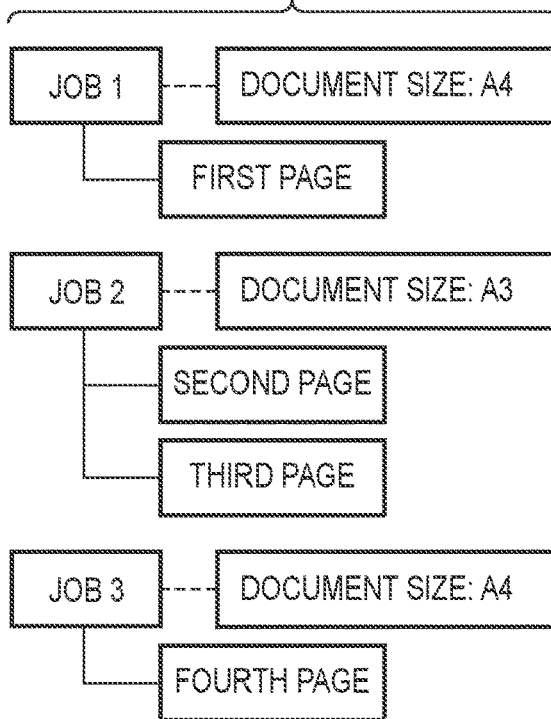 JOB 1
DOCUMENT SIZE: A4
FIRST PAGE
JOB 2
DOCUMENT SIZE: A3
SECOND PAGE
THIRD PAGE
JOB 3
DOCUMENT SIZE: A4
FOURTH PAGE